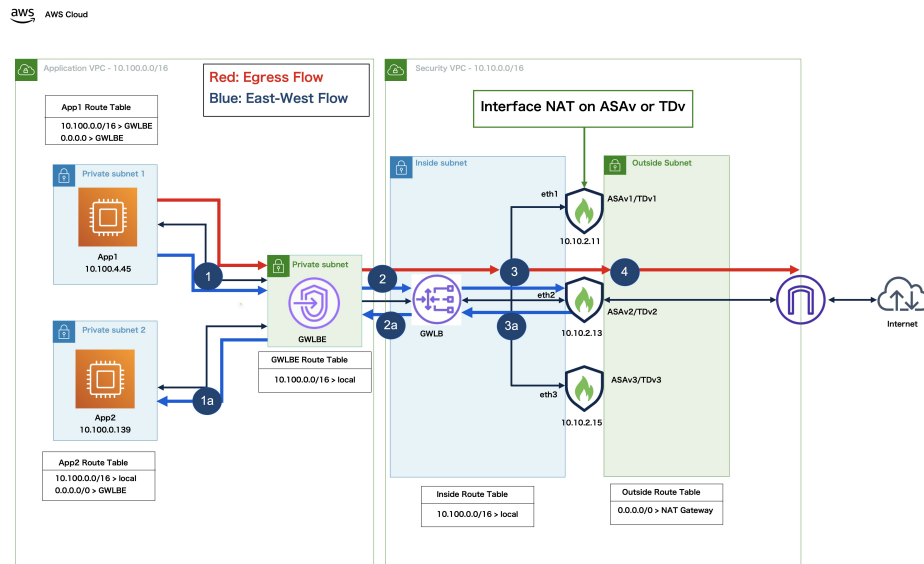 aws
AWS Cloud
Application VPC - 10.100.0.0/16
Red: Egress Flow
Blue: East-West Flow
Security VPC - 10.10.0.0/16
Interface NAT on ASAv or TDv
App1 Route Table
10.100.0.0/16 > GWLBE
0.0.0.0 > GWLBE
Private subnet 1
App1
10.100.4.45
Private subnet 2
App2
10.100.0.139
App2 Route Table
10.100.0.0/16 > local
0.0.0.0/0 > GWLBE
1
1a
Private subnet
GWLBE
GWLBE Route Table
10.100.0.0/16 > local
2
2a
Inside subnet
GWLB
3
3a
eth1
eth2
eth3
Outside Subnet
ASAv1/TDv1
10.10.2.11
4
ASAv2/TDv2
10.10.2.13
ASAv3/TDv3
10.10.2.15
Inside Route Table
10.100.0.0/16 > local
Outside Route Table
0.0.0.0/0 > NAT Gateway
Internet